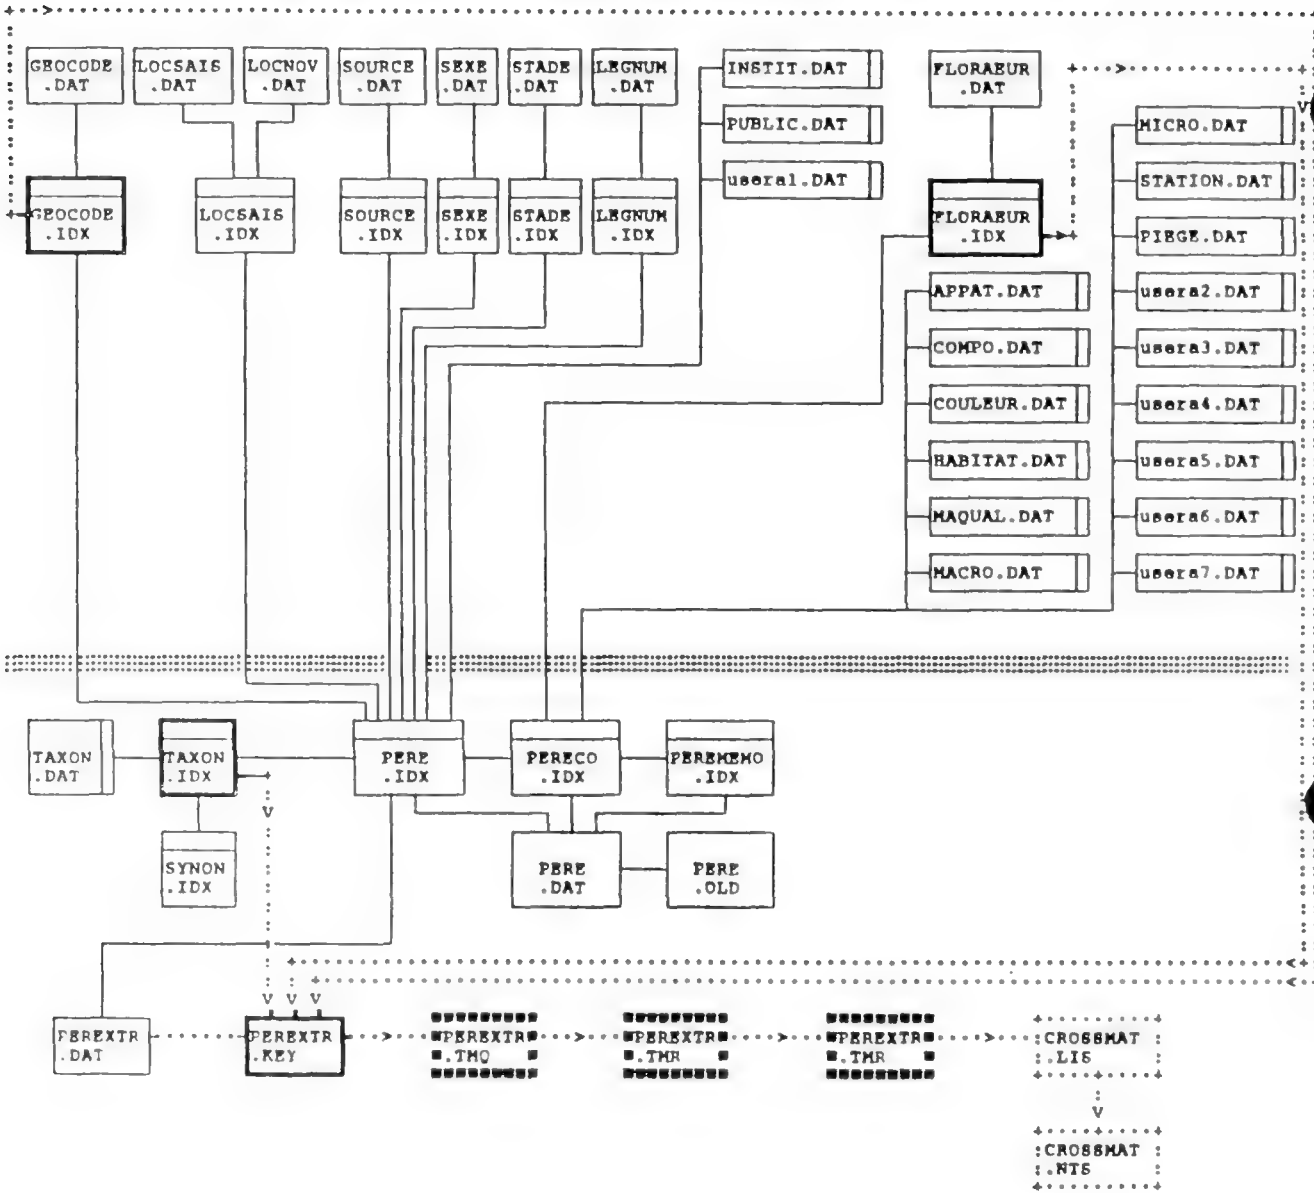 GEOCODE
.DAT
LOCSAIS
.DAT
LOCNOV
.DAT
SOURCE
.DAT
SEXE
.DAT
STADE
.DAT
LEGNUM
.DAT
INSTIT.DAT
PUBLIC.DAT
usera1.DAT
FLORAEUR
.DAT
MICRO.DAT
STATION.DAT
PIEGE.DAT
usera2.DAT
usera3.DAT
usera4.DAT
usera5.DAT
usera6.DAT
usera7.DAT
GEOCODE
.IDX
LOCSAIS
.IDX
SOURCE
.IDX
SEXE
.IDX
STADE
.IDX
LEGNUM
.IDX
FLORAEUR
.IDX
APPAT.DAT
COMPO.DAT
COULEUR.DAT
HABITAT.DAT
MAQUAL.DAT
MACRO.DAT
TAXON
.DAT
TAXON
.IDX
PERE
.IDX
PERECO
.IDX
PEREMEMO
.IDX
SYNON
.IDX
PERE
.DAT
PERE
.OLD
PEREXTR
.DAT
PEREXTR
.KEY
PEREXTR
.TMQ
PEREXTR
.TMR
PEREXTR
.TMR
CROSSMAT
.LIS
CROSSMAT
.NTS